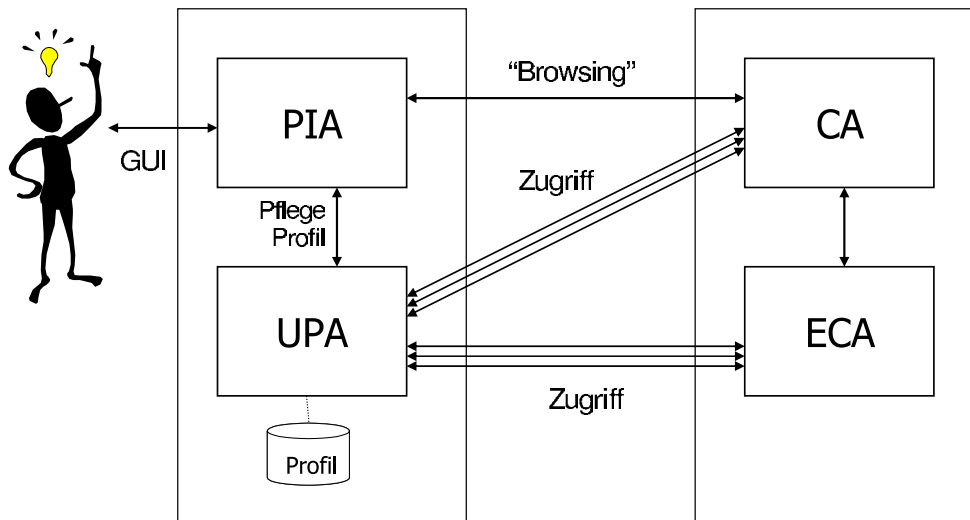 “Browsing”
PIA
CA
GUI
Zugriff
Pflege
Profil
UPA
ECA
Zugriff
Profil